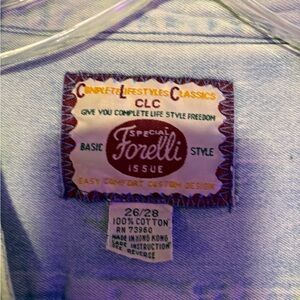 COMPLETE LIFESTYLES CLASSICS
CLC
GIVE YOU COMPLETE LIFE STYLE FREEDOM
SPECIAL
BASIC Forelli STYLE
ISSUE
EASY COMFORT CUSTOM DESIGN
26/28
100% COTTON
RN 73960
MADE IN HONG KONG
CARE INSTRUCTION
SEE REVERSE